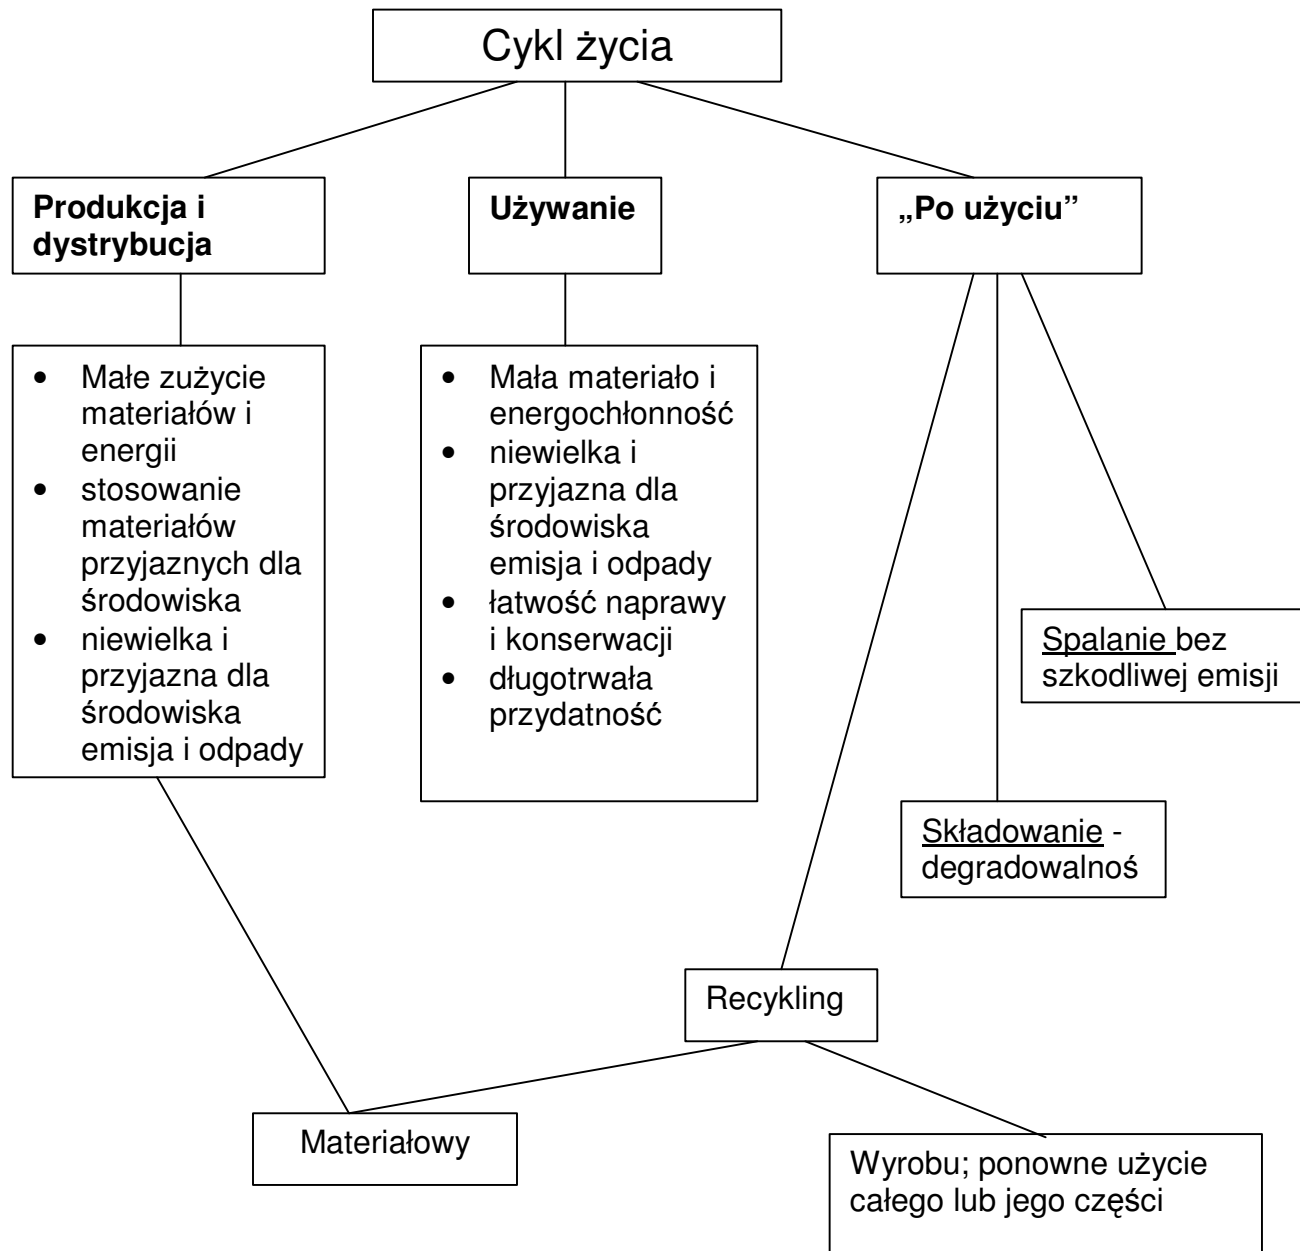 Cykl życia
Produkcja i
dystrybucja
Używanie
„Po użyciu”
• Małe zużycie
materiałów i
energii
• stosowanie
materiałów
przyjaznych dla
środowiska
• niewielka i
przyjazna dla
środowiska
emisja i odpady
• Mała materiało i
energochłonność
• niewielka i
przyjazna dla
środowiska
emisja i odpady
• łatwość naprawy
i konserwacji
• długotrwała
przydatność
Spalanie bez
szkodliwej emisji
Składowanie -
degradowalnoś
Recykling
Materiałowy
Wyrobu; ponowne użycie
całego lub jego części